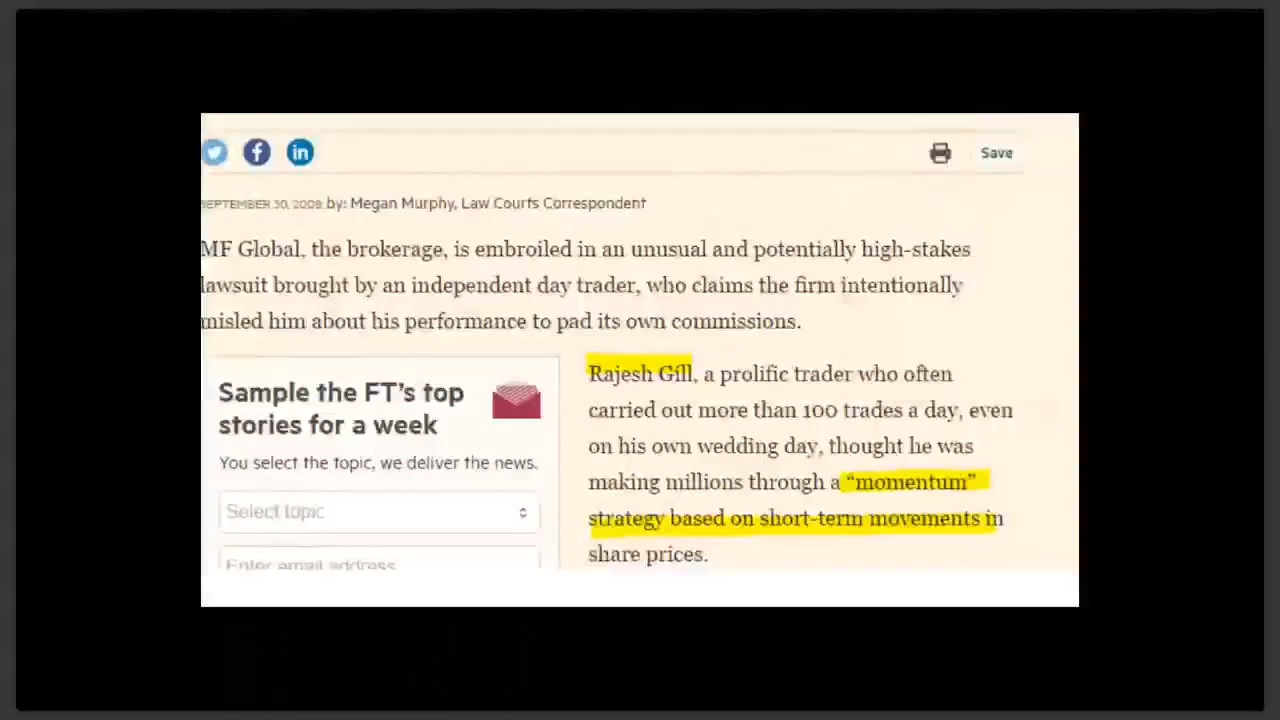 Save
SEPTEMBER 30, 2009 by: Megan Murphy, Law Courts Correspondent
MF Global, the brokerage, is embroiled in an unusual and potentially high-stakes
lawsuit brought by an independent day trader, who claims the firm intentionally
misled him about his performance to pad its own commissions.
Sample the FT's top
stories for a week
You select the topic, we deliver the news.
Select topic
Enter email address
Rajesh Gill, a prolific trader who often
carried out more than 100 trades a day, even
on his own wedding day, thought he was
making millions through a “momentum”
strategy based on short-term movements in
share prices.